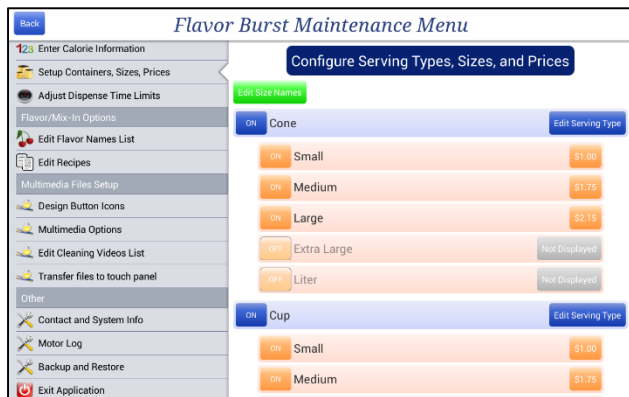 Back
Flavor Burst Maintenance Menu
123 Enter Calorie Information
Setup Containers, Sizes, Prices
Adjust Dispense Time Limits
Flavor/Mix-In Options
Edit Flavor Names List
Edit Recipes
Multimedia Files Setup
Design Button Icons
Multimedia Options
Edit Cleaning Videos List
Transfer files to touch panel
Other
Contact and System Info
Motor Log
Backup and Restore
Exit Application
Configure Serving Types, Sizes, and Prices
Edit Size Names
ON Cone Edit Serving Type
ON Small $1.00
ON Medium $1.75
ON Large $2.15
OFF Extra Large Not Displayed
OFF Liter Not Displayed
ON Cup Edit Serving Type
ON Small $1.00
ON Medium $1.75